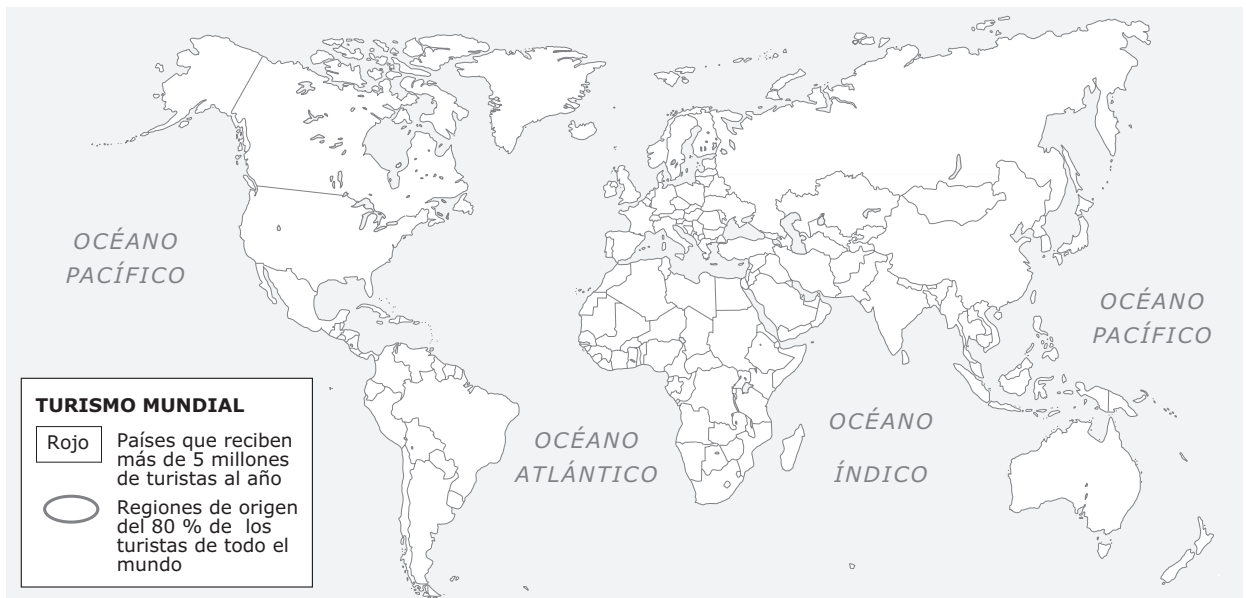 OCÉANO
PACÍFICO
OCÉANO
PACÍFICO
OCÉANO
ATLÁNTICO
OCÉANO
ÍNDICO
TURISMO MUNDIAL
Rojo
Países que reciben
más de 5 millones
de turistas al año
Regiones de origen
del 80 % de los
turistas de todo el
mundo